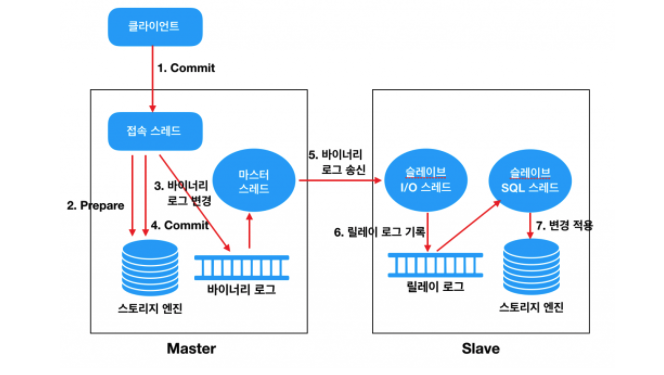 클라이언트
1. Commit
접속 스레드
2. Prepare
3. 바이너리
로그 변경
4. Commit
스토리지 엔진
마스터
스레드
바이너리 로그
5. 바이너리
로그 송신
슬레이브
I/O 스레드
슬레이브
SQL 스레드
6. 릴레이 로그 기록
7. 변경 적용
릴레이 로그
스토리지 엔진
Master
Slave